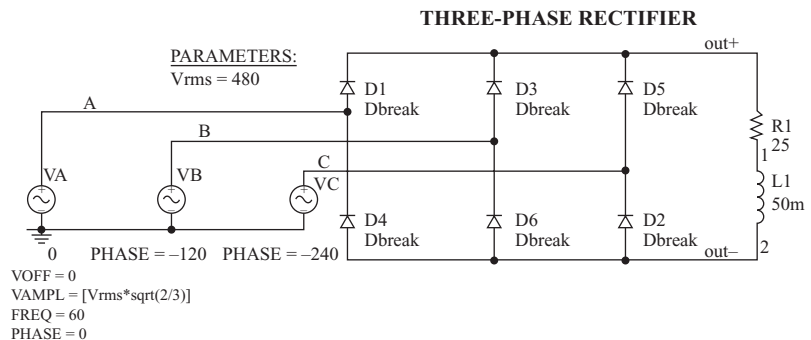 THREE-PHASE RECTIFIER
out+
PARAMETERS:
Vrms = 480
D1
Dbreak
D3
Dbreak
D5
Dbreak
A
B
C
R1
25
1
VA
VB
VC
L1
50m
2
D4
Dbreak
D6
Dbreak
D2
Dbreak
out–
0
PHASE = –120
PHASE = –240
VOFF = 0
VAMPL = [Vrms*sqrt(2/3)]
FREQ = 60
PHASE = 0